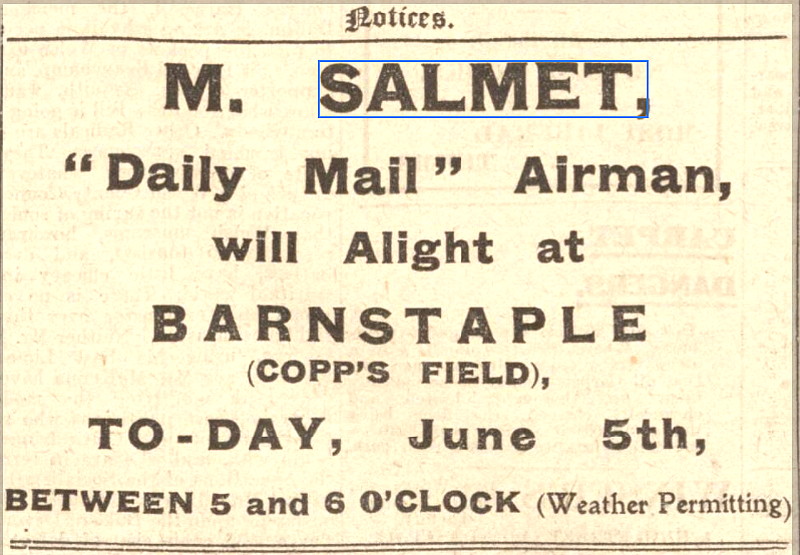 Notices.
M. SALMET,
“Daily Mail” Airman,
will Alight at
BARNSTAPLE
(COPP'S FIELD),
TO-DAY, June 5th,
BETWEEN 5 and 6 O'CLOCK (Weather Permitting)